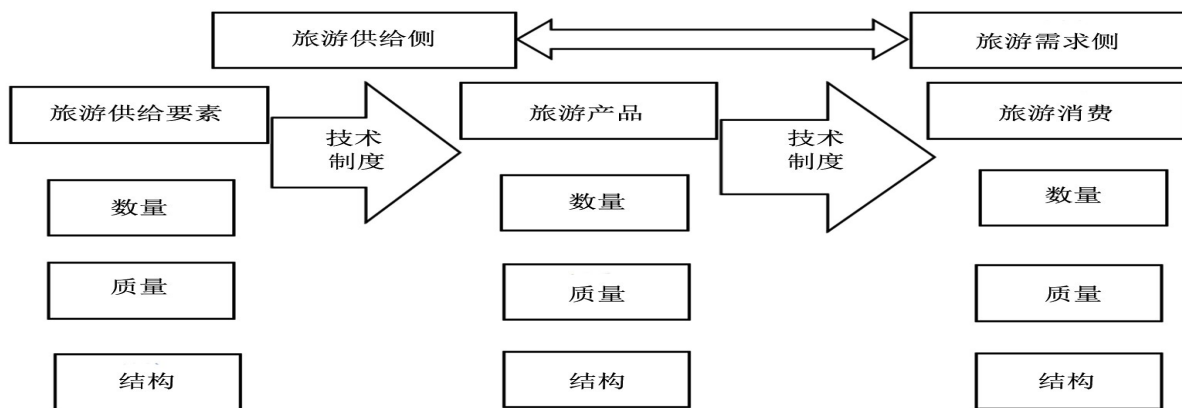 旅游供给侧
旅游需求侧
旅游供给要素
技术
制度
旅游产品
技术
制度
旅游消费
数量
数量
数量
质量
质量
质量
结构
结构
结构